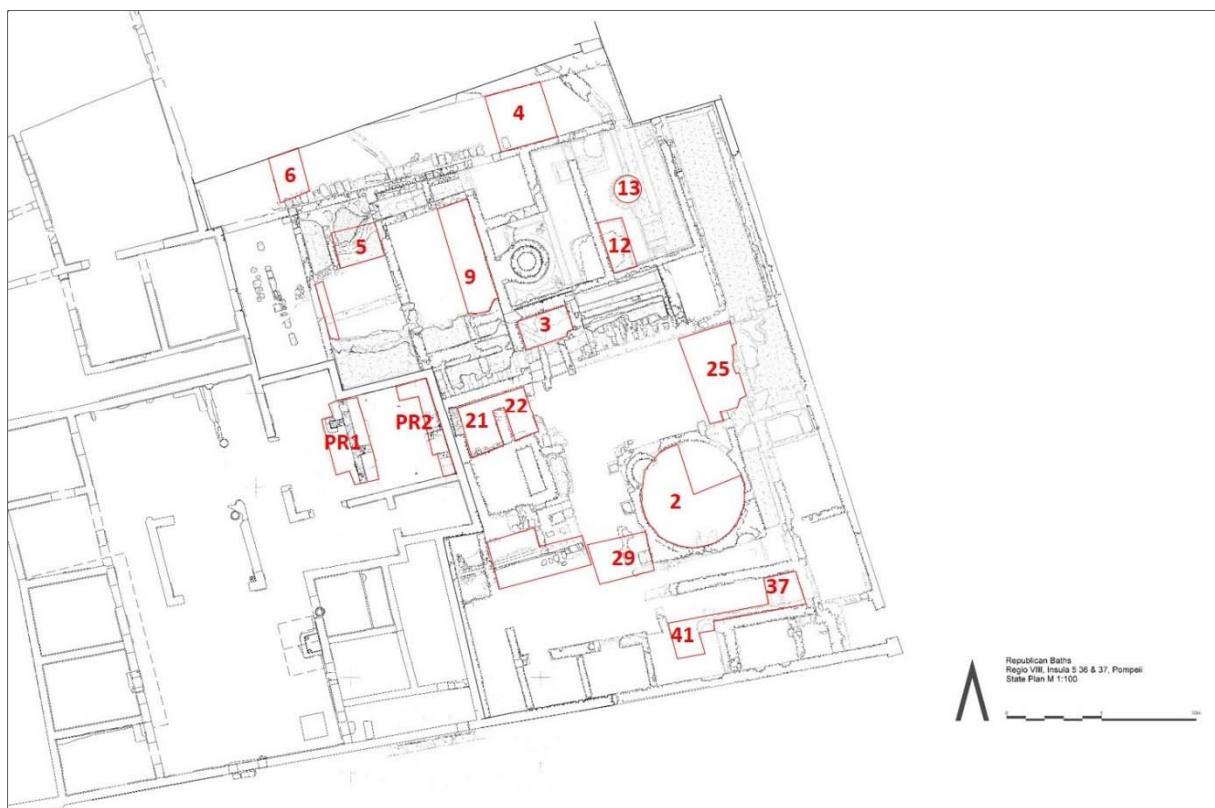 4
6
13
5
12
9
3
25
22
21
PR2
PR1
2
29
37
41
Republican Baths
Regio VIII, Insula 5 36 & 37, Pompeii
State Plan M 1:100